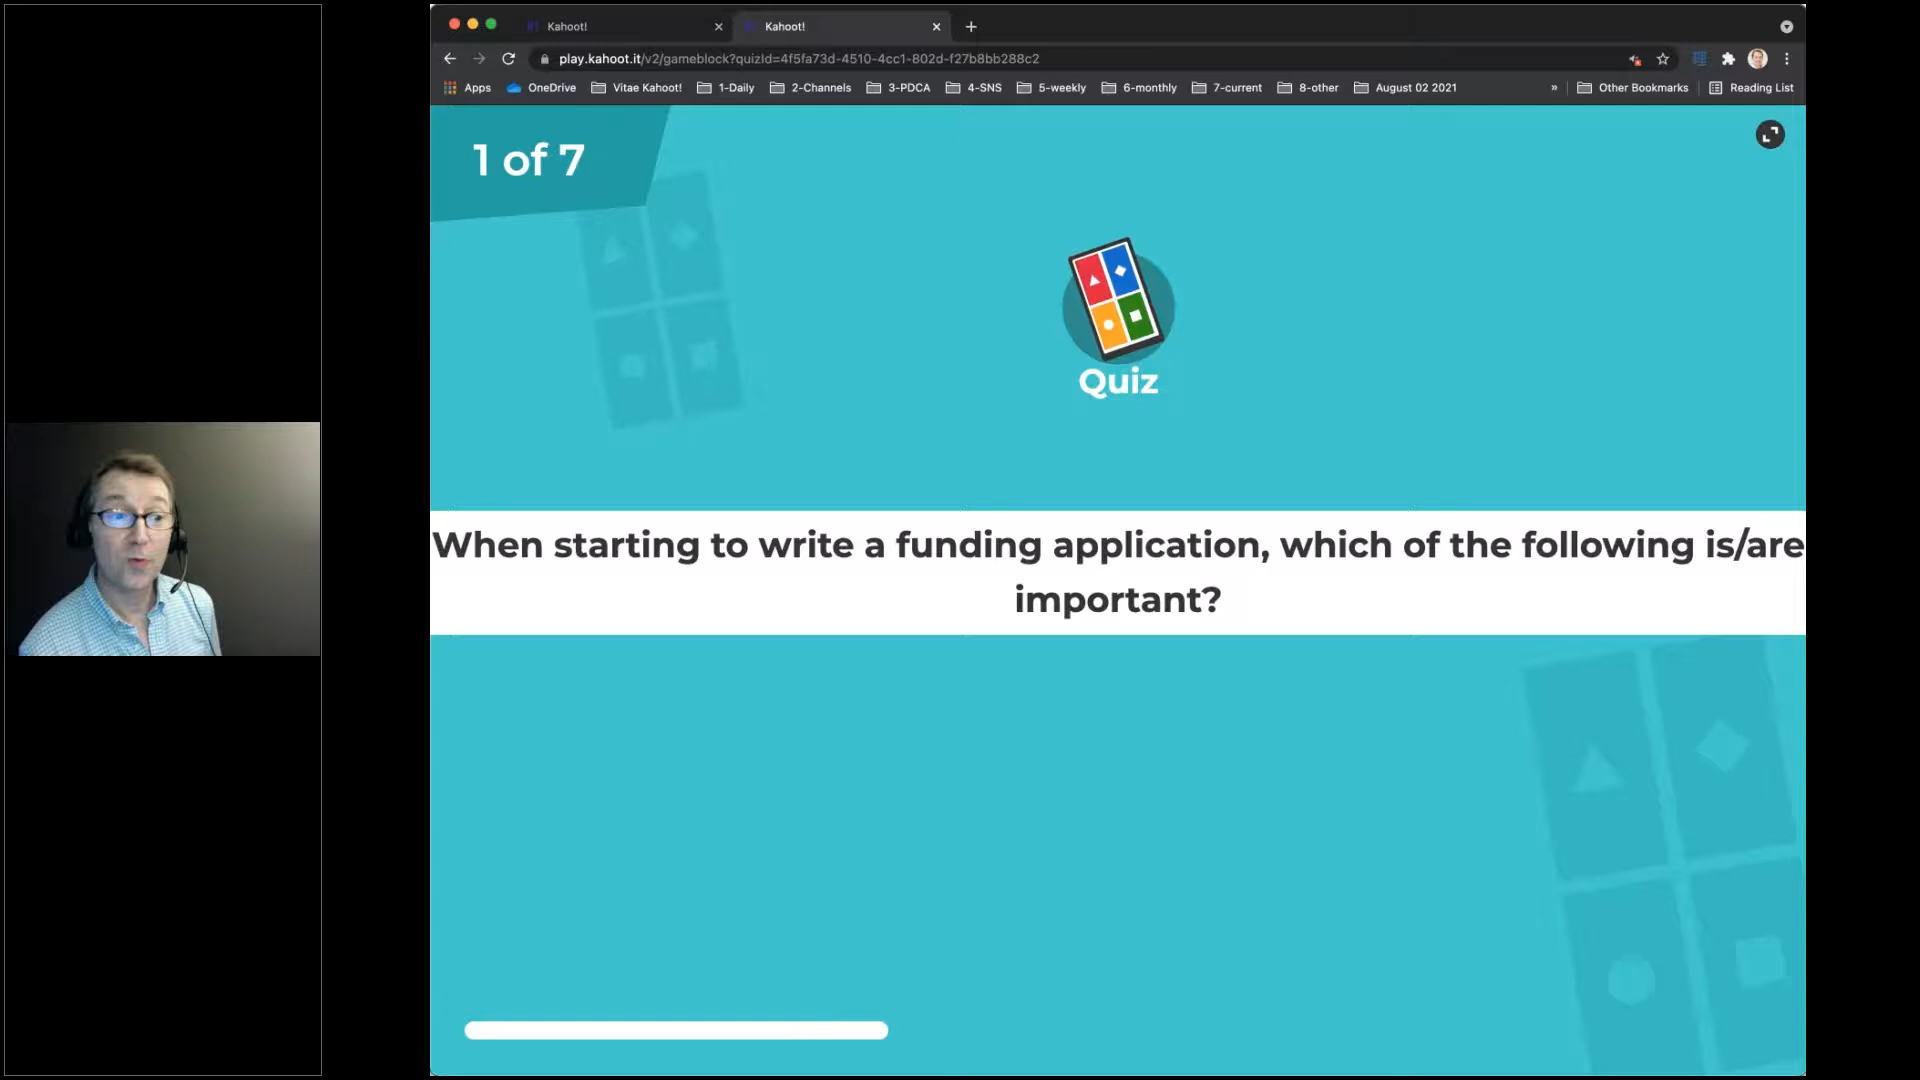 Kahoot!
Kahoot!
play.kahoot.it/v2/gameblock?quizId=4f5fa73d-4510-4cc1-802d-f27b8bb288c2
Apps OneDrive Vitae Kahoot! 1-Daily 2-Channels 3-PDCA 4-SNS 5-weekly 6-monthly 7-current 8-other August 02 2021 » Other Bookmarks Reading List
1 of 7
Quiz
When starting to write a funding application, which of the following is/are
important?